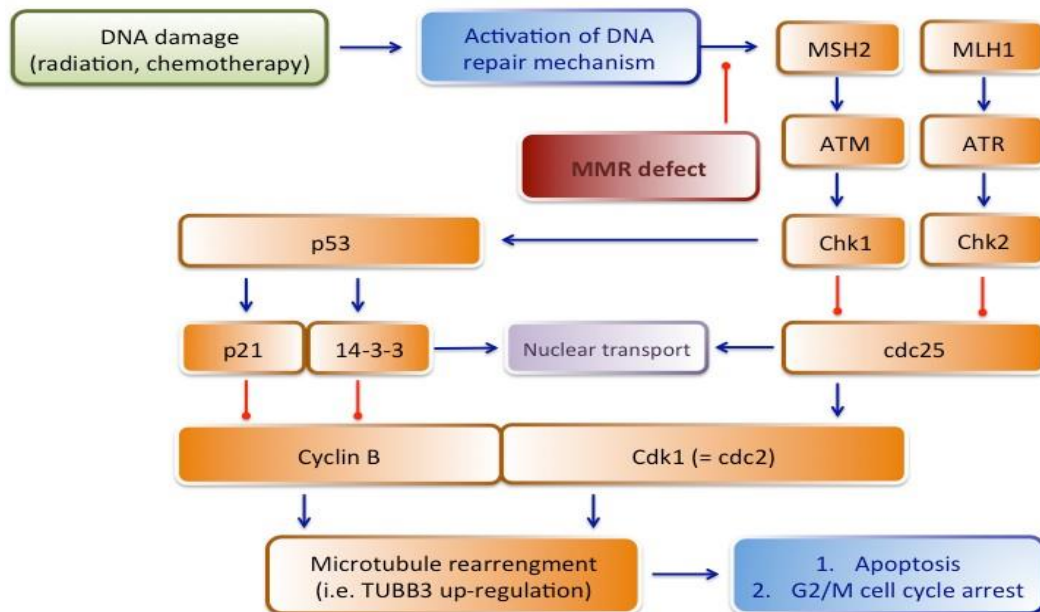 DNA damage
(radiation, chemotherapy)
Activation of DNA
repair mechanism
MSH2
MLH1
MMR defect
ATM
ATR
p53
Chk1
Chk2
p21
14-3-3
Nuclear transport
cdc25
Cyclin B
Cdk1 (= cdc2)
Microtubule rearrengment
(i.e. TUBB3 up-regulation)
1. Apoptosis
2. G2/M cell cycle arrest